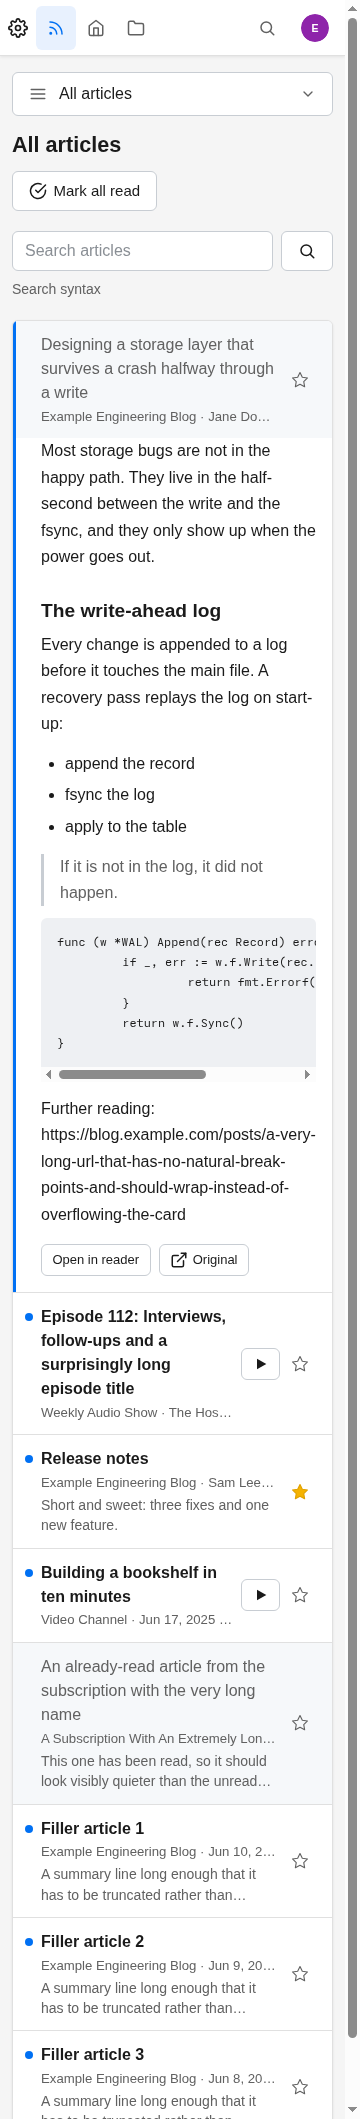 E
All articles
All articles
Mark all read
Search articles
Search syntax
Designing a storage layer that
survives a crash halfway through
a write
Example Engineering Blog · Jane Do…
Most storage bugs are not in the
happy path. They live in the half-
second between the write and the
fsync, and they only show up when the
power goes out.
The write-ahead log
Every change is appended to a log
before it touches the main file. A
recovery pass replays the log on start-
up:
• append the record
• fsync the log
• apply to the table
If it is not in the log, it did not
happen.
func (w *WAL) Append(rec Record) erro
if _, err := w.f.Write(rec.
return fmt.Errorf(
}
return w.f.Sync()
}
Further reading:
https://blog.example.com/posts/a-very-
long-url-that-has-no-natural-break-
points-and-should-wrap-instead-of-
overflowing-the-card
Open in reader Original
Episode 112: Interviews,
follow-ups and a
surprisingly long
episode title
Weekly Audio Show · The Hos…
Release notes
Example Engineering Blog · Sam Lee…
Short and sweet: three fixes and one
new feature.
Building a bookshelf in
ten minutes
Video Channel · Jun 17, 2025 …
An already-read article from the
subscription with the very long
name
A Subscription With An Extremely Lon…
This one has been read, so it should
look visibly quieter than the unread…
Filler article 1
Example Engineering Blog · Jun 10, 2…
A summary line long enough that it
has to be truncated rather than…
Filler article 2
Example Engineering Blog · Jun 9, 20…
A summary line long enough that it
has to be truncated rather than…
Filler article 3
Example Engineering Blog · Jun 8, 20…
A summary line long enough that it
has to be truncated rather than…